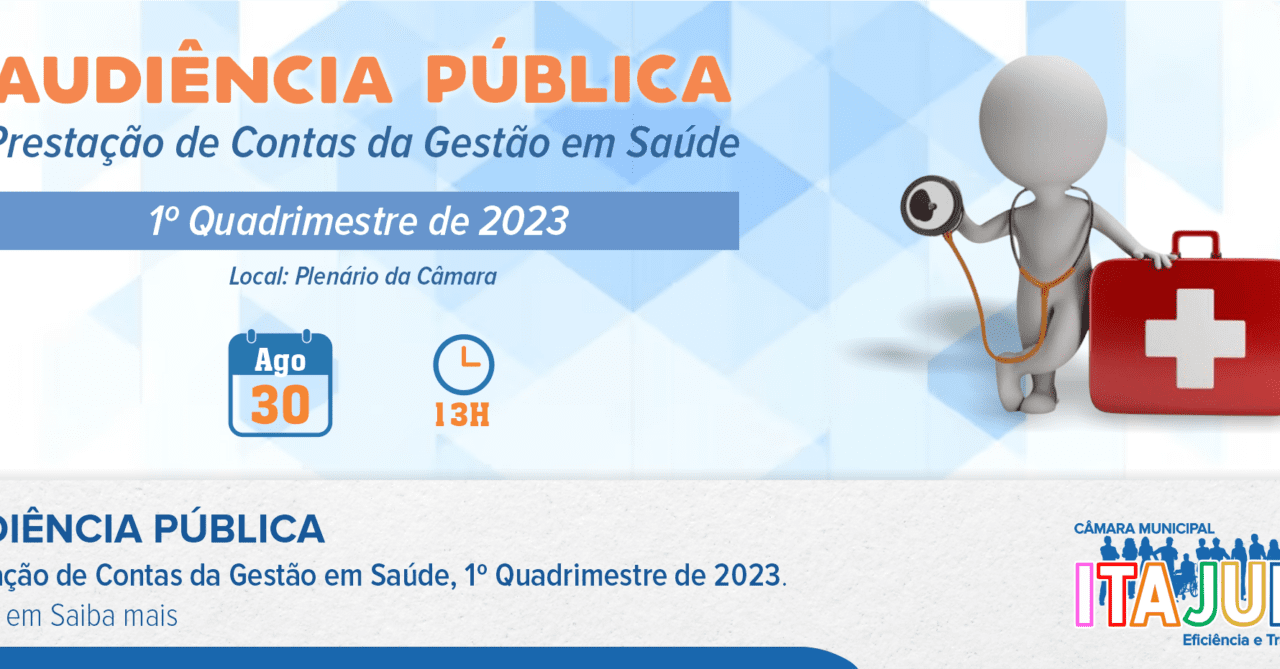 AUDIÊNCIA PÚBLICA
Prestação de Contas da Gestão em Saúde
1º Quadrimestre de 2023
Local: Plenário da Câmara
Ago
30
13H
DIÊNCIA PÚBLICA
ação de Contas da Gestão em Saúde, 1º Quadrimestre de 2023.
em Saiba mais
CÂMARA MUNICIPAL
ITAJU
Eficiência e Tr